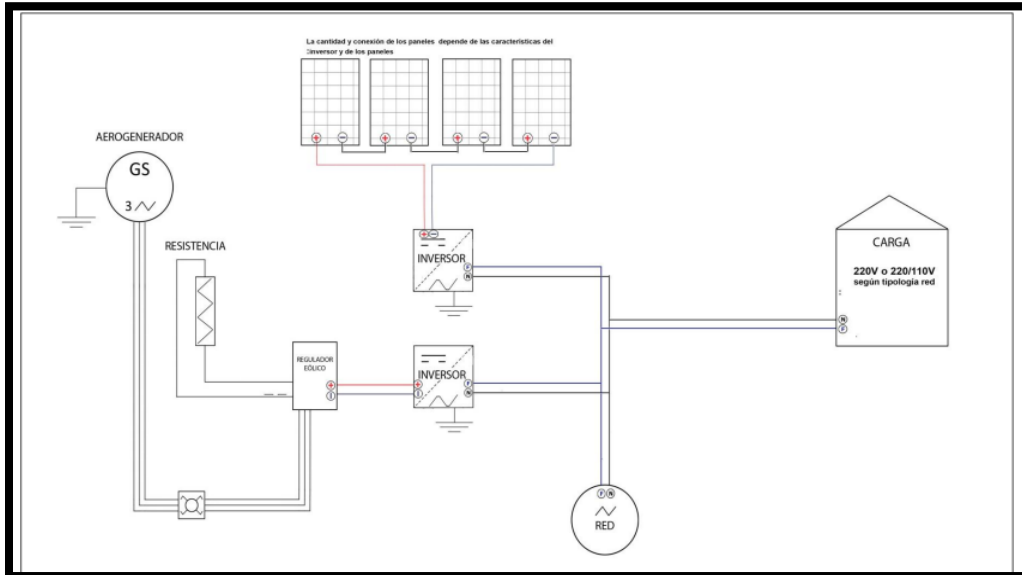 La cantidad y conexión de los paneles depende de las características del
inversor y de los paneles
+ − + − + − + −
AEROGENERADOR
GS
3
RESISTENCIA
+ −
INVERSOR
F
N
CARGA
220V o 220/110V
según tipologia red
:
N
F
REGULADOR
EÓLICO
+
I
+
I
INVERSOR
F
N
F N
RED